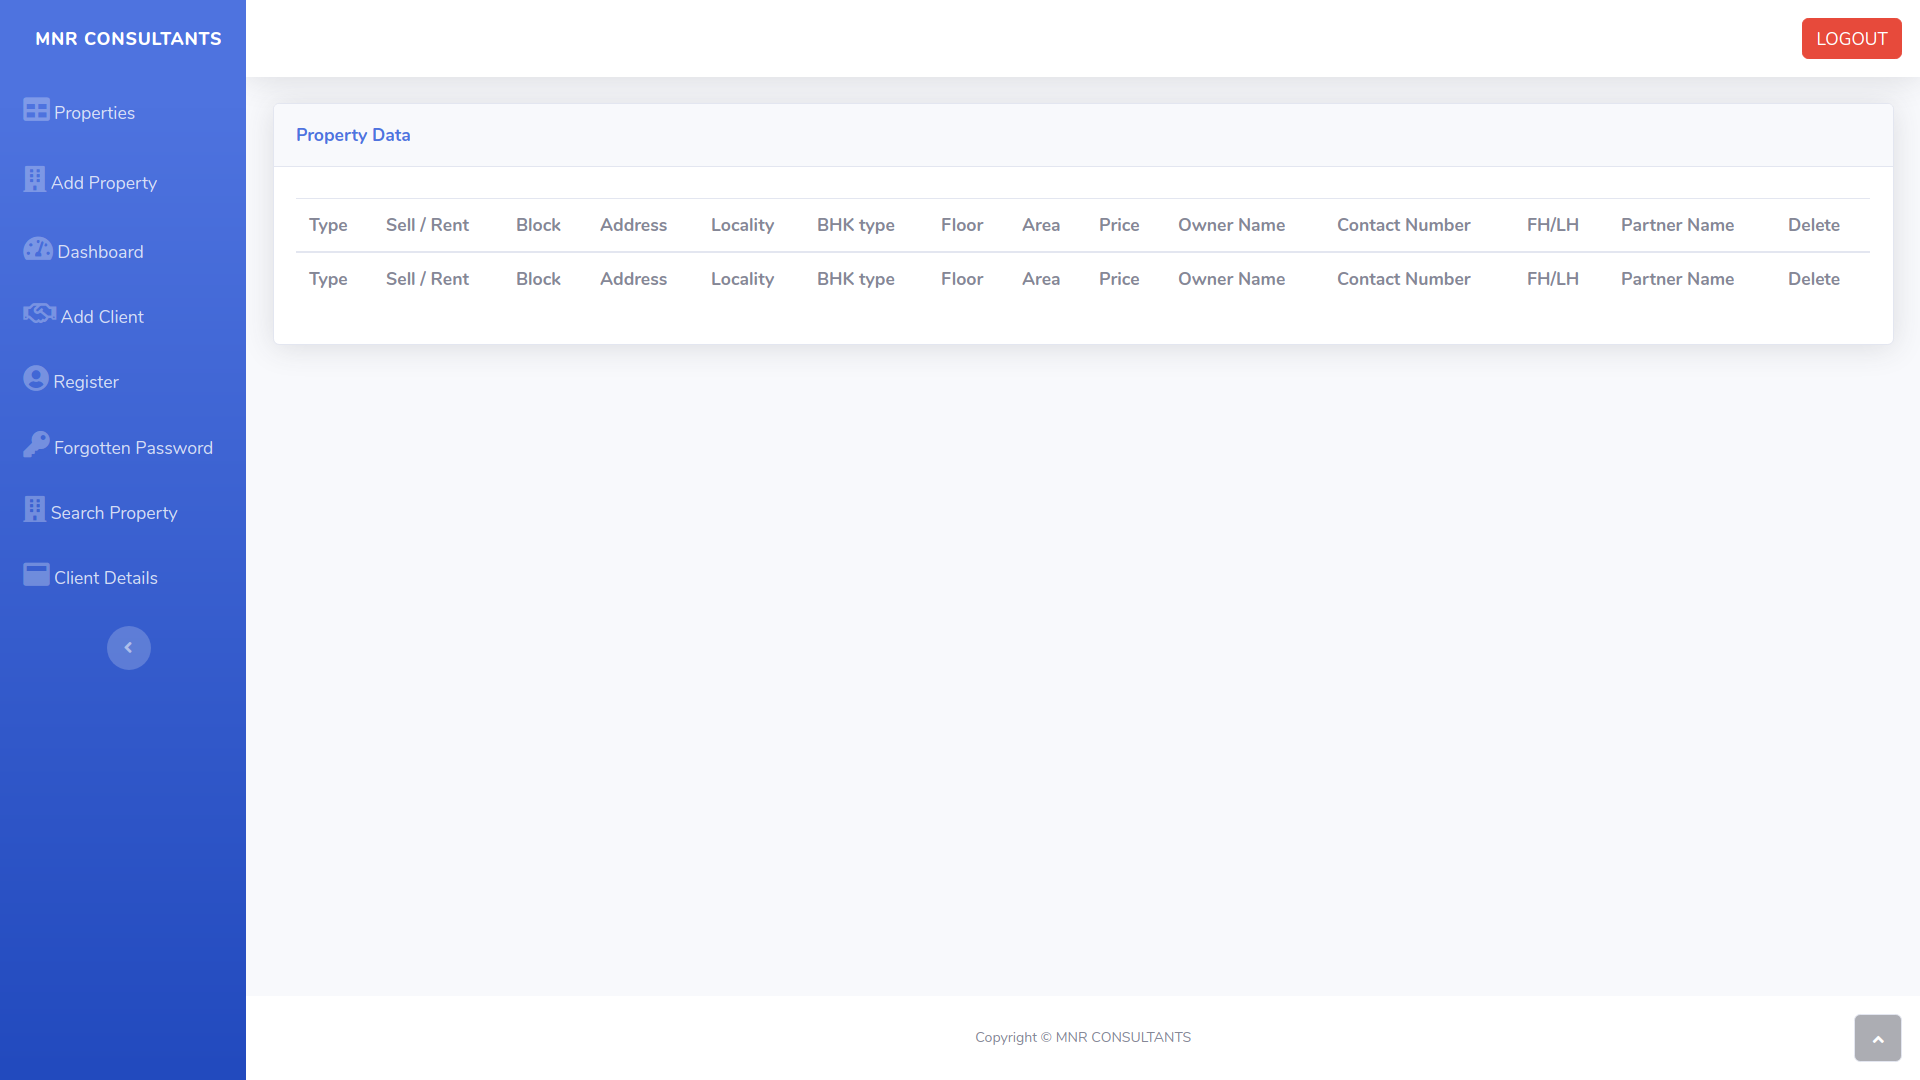 MNR CONSULTANTS
LOGOUT
Properties
Add Property
Dashboard
Add Client
Register
Forgotten Password
Search Property
Client Details
Property Data
Type Sell / Rent Block Address Locality BHK type Floor Area Price Owner Name Contact Number FH/LH Partner Name Delete
Type Sell / Rent Block Address Locality BHK type Floor Area Price Owner Name Contact Number FH/LH Partner Name Delete
Copyright © MNR CONSULTANTS